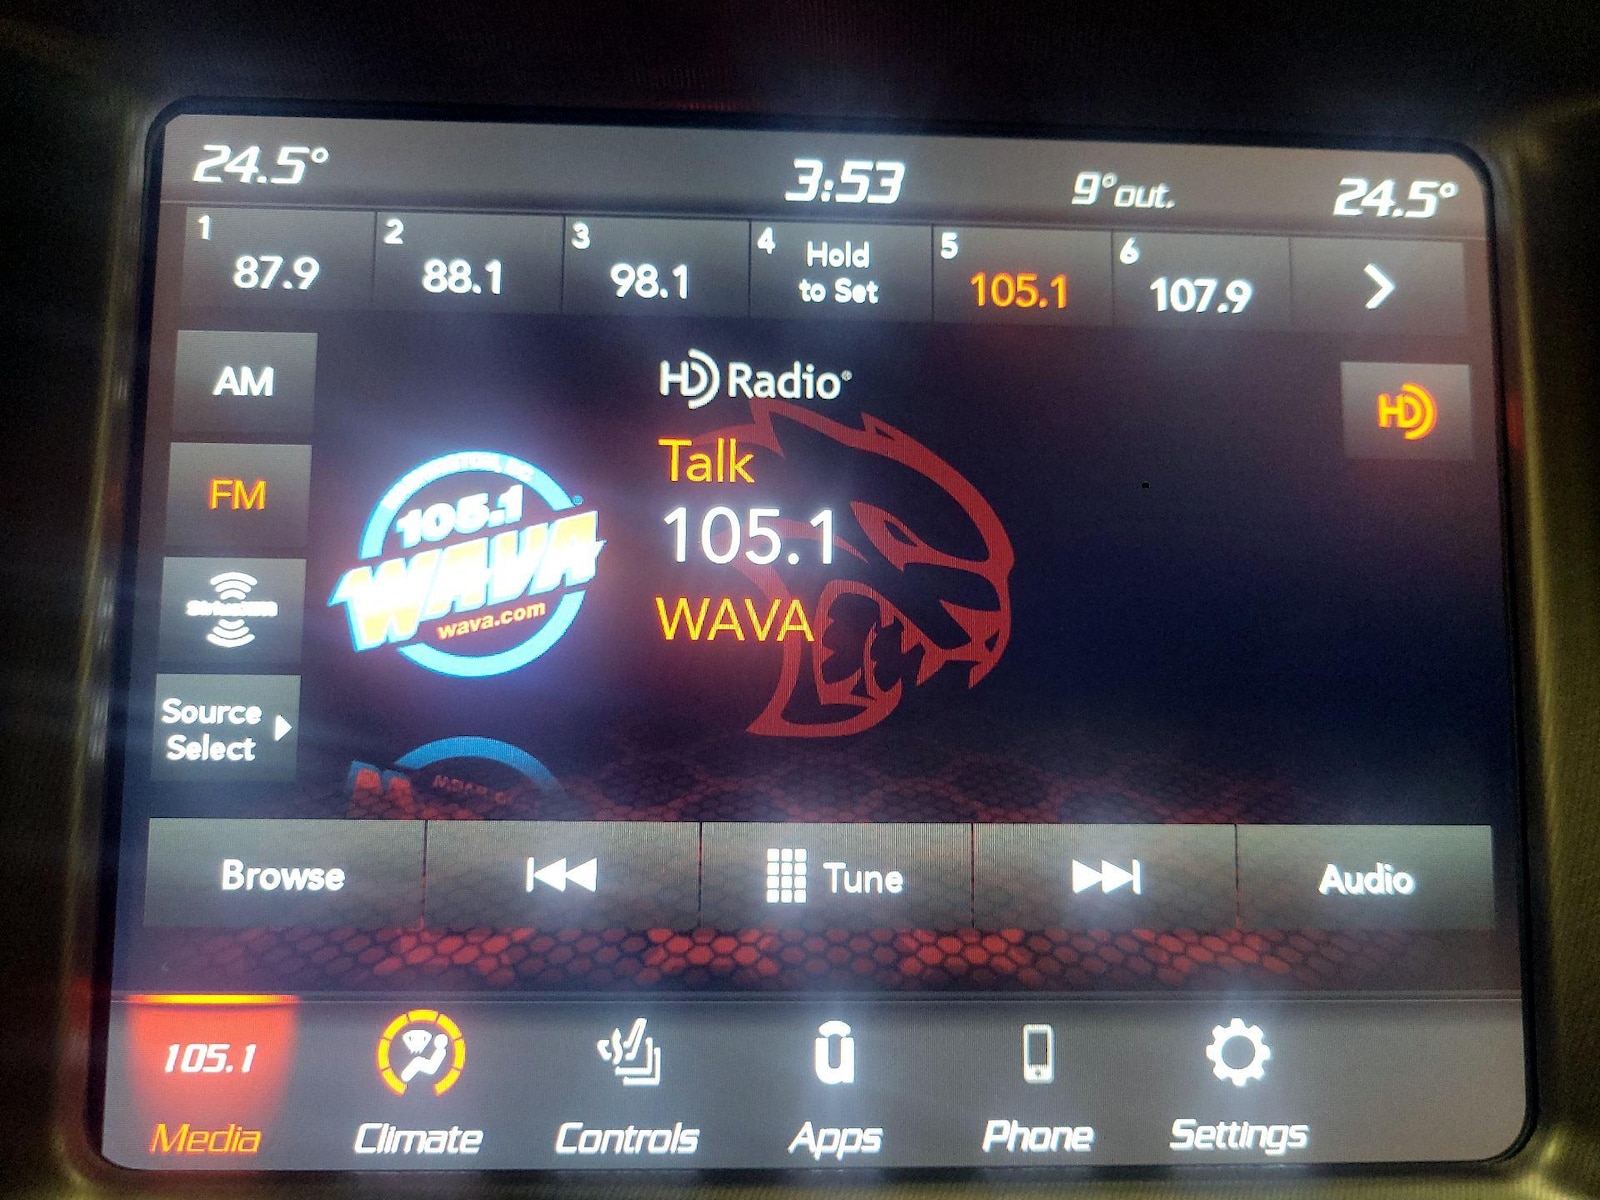 24.5° 3:53 9°out. 24.5°
1 87.9
2 88.1
3 98.1
4 Hold
to Set
5 105.1
6 107.9
AM
FM
SiriusXM
Source
Select
105.1
WAVA
wava.com
HD Radio®
Talk
105.1
WAVA
HD
Browse
Tune
Audio
105.1
Media
Climate
Controls
Apps
Phone
Settings